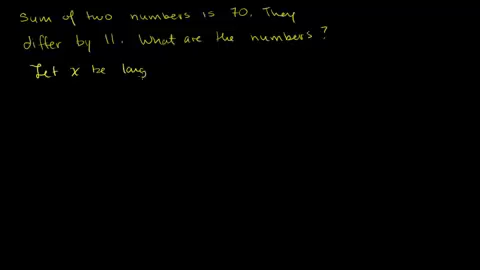 Sum of two numbers is 70. They
differ by 11. What are the numbers?
Let x be larg